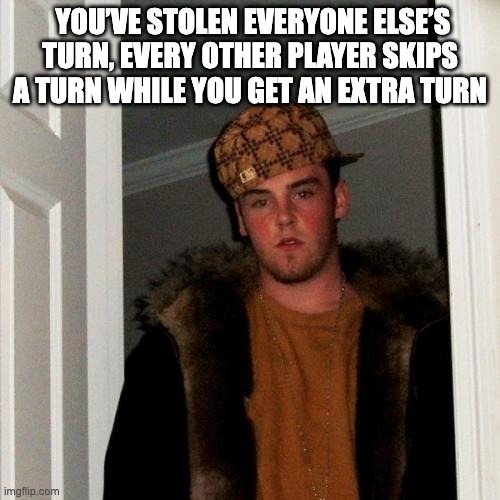 YOU'VE STOLEN EVERYONE ELSE'S
TURN, EVERY OTHER PLAYER SKIPS
A TURN WHILE YOU GET AN EXTRA TURN
imgflip.com